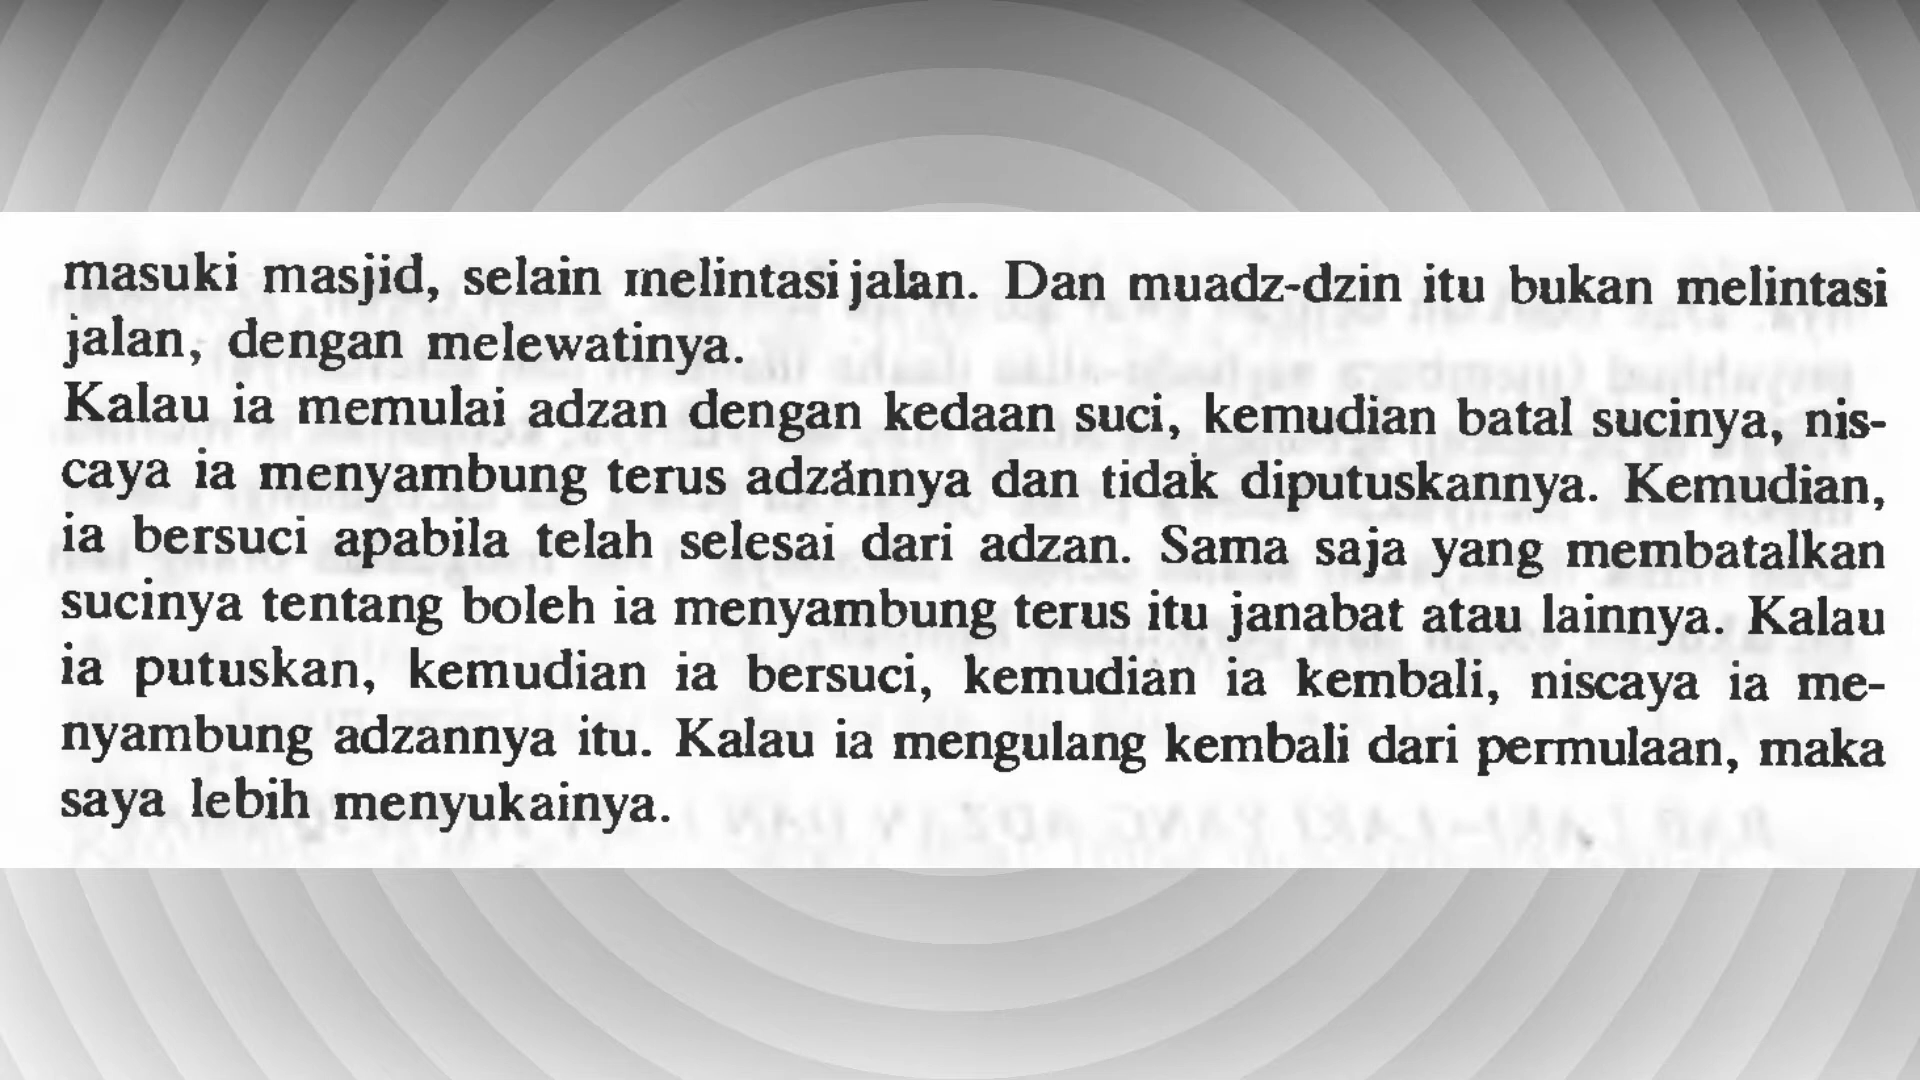 masuki masjid, selain melintasi jalan. Dan muadz-dzin itu bukan melintasi
jalan, dengan melewatinya.
Kalau ia memulai adzan dengan kedaan suci, kemudian batal sucinya, nis-
caya ia menyambung terus adzánnya dan tidak diputuskannya. Kemudian,
ia bersuci apabila telah selesai dari adzan. Sama saja yang membatalkan
sucinya tentang boleh ia menyambung terus itu janabat atau lainnya. Kalau
ia putuskan, kemudian ia bersuci, kemudian ia kembali, niscaya ia me-
nyambung adzannya itu. Kalau ia mengulang kembali dari permulaan, maka
saya lebih menyukainya.